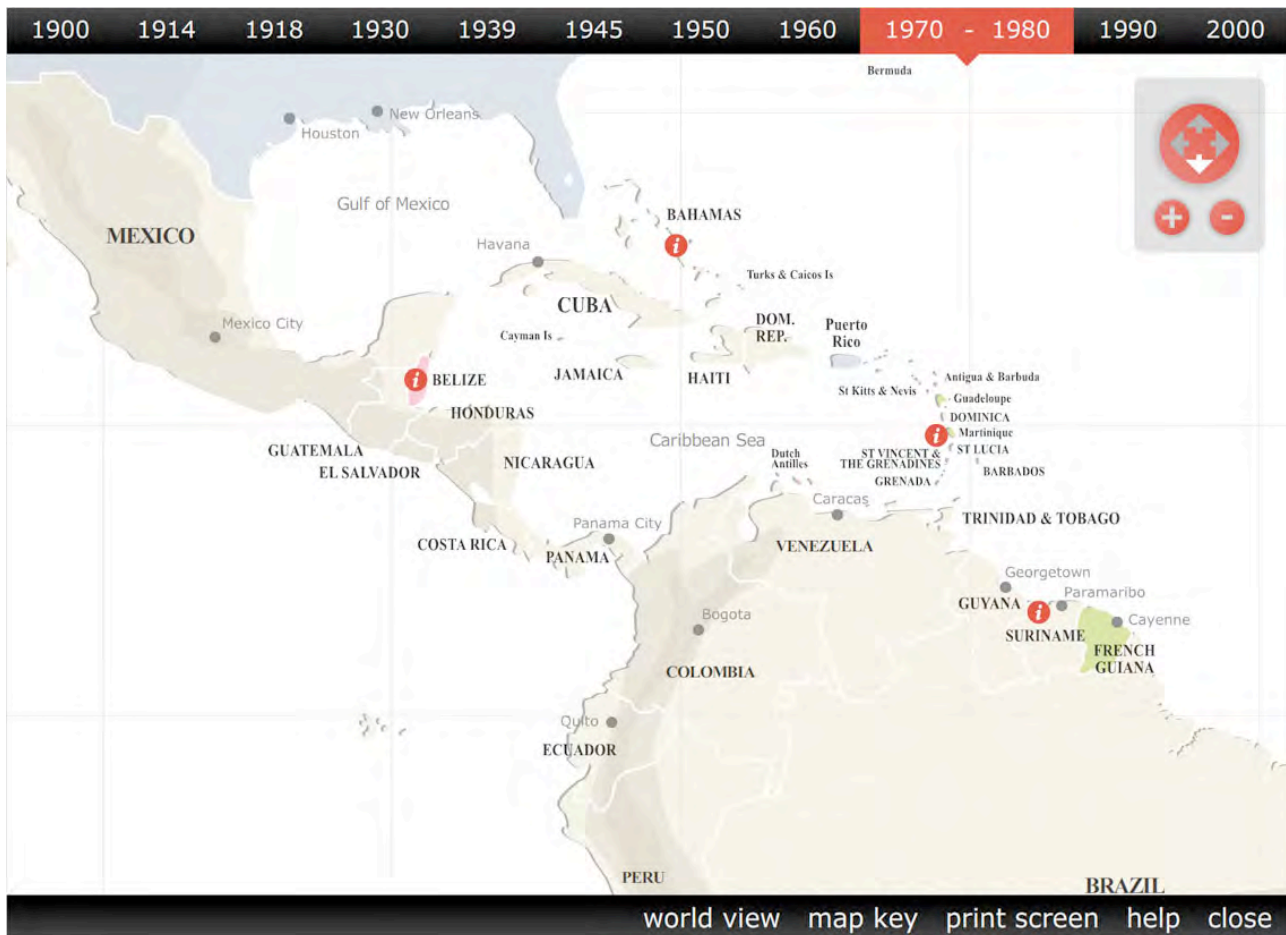 1900 1914 1918 1930 1939 1945 1950 1960 1970 - 1980 1990 2000
Bermuda
New Orleans
Houston
Gulf of Mexico
BAHAMAS
i
MEXICO
Havana
Turks & Caicos Is
+ -
CUBA
Mexico City
Cayman Is
DOM.
REP.
Puerto
Rico
JAMAICA
HAITI
i
BELIZE
Antigua & Barbuda
St Kitts & Nevis
Guadeloupe
HONDURAS
DOMINICA
i
Martinique
Caribbean Sea
GUATEMALA
EL SALVADOR
NICARAGUA
ST LUCIA
ST VINCENT &
THE GRENADINES
Dutch
Antilles
BARBADOS
GRENADA
Caracas
TRINIDAD & TOBAGO
Panama City
COSTA RICA
PANAMA
VENEZUELA
Georgetown
Paramaribo
GUYANA
i
Cayenne
SURINAME
Bogota
FRENCH
GUIANA
COLOMBIA
Quito
ECUADOR
PERU
BRAZIL
world view map key print screen help close